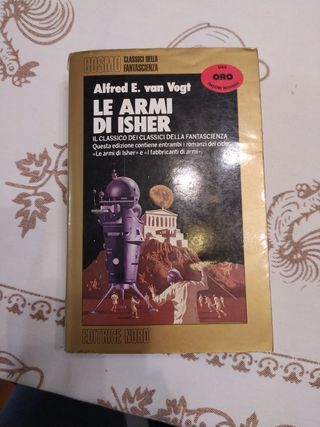 COSMO CLASSICI DELLA
FANTASCIENZA
Alfred E. van Vogt
ORO
LE ARMI
DI ISHER
IL CLASSICO DEI CLASSICI DELLA FANTASCIENZA
Questa edizione contiene entrambi i romanzi del ciclo:
«Le armi di Isher» e «I fabbricanti di armi»
EDITRICE NORD